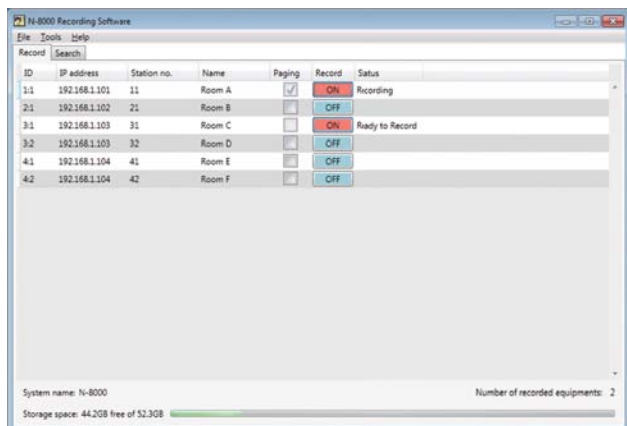 N-8000 Recording Software
File Tools Help
Record Search
ID IP address Station no. Name Paging Record Satus
1:1 192.168.1.101 11 Room A ON Ricording
2:1 192.168.1.102 21 Room B OFF
3:1 192.168.1.103 31 Room C ON Riady to Record
3:2 192.168.1.103 32 Room D OFF
4:1 192.168.1.104 41 Room E OFF
4:2 192.168.1.104 42 Room F OFF
System name: N-8000 Number of recorded equipments: 2
Storage space: 44.2GB free of 52.3GB